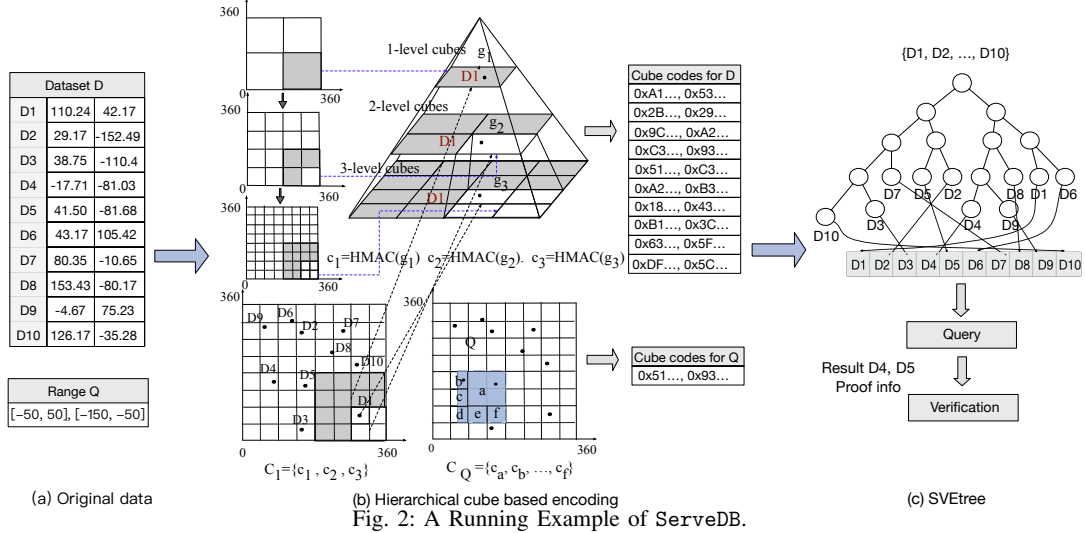 Dataset D
D1 110.24 42.17
D2 29.17 -152.49
D3 38.75 -110.4
D4 -17.71 -81.03
D5 41.50 -81.68
D6 43.17 105.42
D7 80.35 -10.65
D8 153.43 -80.17
D9 -4.67 75.23
D10 126.17 -35.28
Range Q
[-50, 50], [-150, -50]
(a) Original data
360
0
360
360
0
360
360
0
360
1-level cubes
g1
D1
2-level cubes
g2
D1
3-level cubes
g3
D1
c1=HMAC(g1) c2=HMAC(g2). c3=HMAC(g3)
360
D9
D6
D2
D7
D8
D10
D4
D5
D1
D3
0
360
C1={c1 , c2 , c3}
360
Q
b
a
c
d
e
f
0
360
CQ={ca, cb, ..., cf}
(b) Hierarchical cube based encoding
Cube codes for D
0xA1..., 0x53...
0x2B..., 0x29...
0x9C..., 0xA2...
0xC3..., 0x93...
0x51..., 0xC3...
0xA2..., 0xB3...
0x18..., 0x43...
0xB1..., 0x3C...
0x63..., 0x5F...
0xDF..., 0x5C...
Cube codes for Q
0x51..., 0x93...
{D1, D2, ..., D10}
D7 D5 D2 D8 D1 D6
D10 D3 D4 D9
D1 D2 D3 D4 D5 D6 D7 D8 D9 D10
Query
Result D4, D5
Proof info
Verification
(c) SVEtree
Fig. 2: A Running Example of ServeDB.